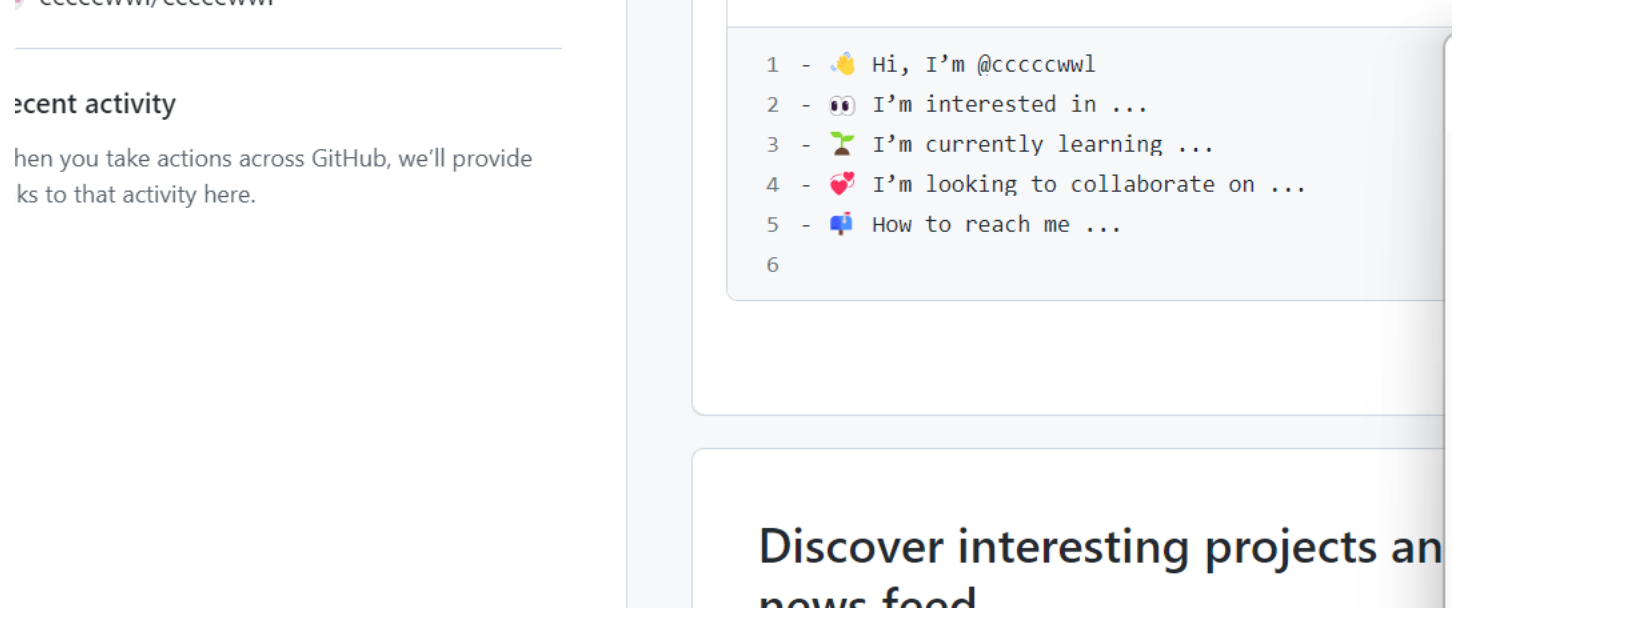 ecent activity
hen you take actions across GitHub, we’ll provide
ks to that activity here.
1 - 👋 Hi, I’m @cccccwwl
2 - 👀 I’m interested in ...
3 - 🌱 I’m currently learning ...
4 - 💞️ I’m looking to collaborate on ...
5 - 📫 How to reach me ...
6
Discover interesting projects an
news feed